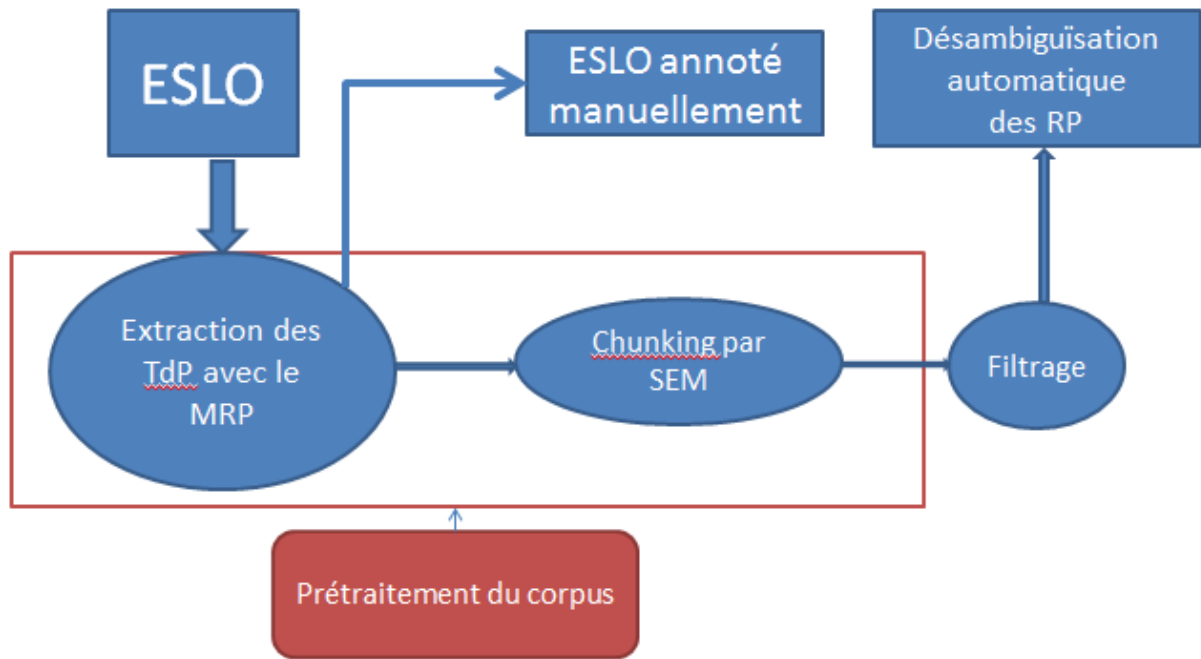 ESLO
ESLO annoté
manuellement
Désambiguïsation
automatique
des RP
Extraction des
TdP avec le
MRP
Chunking par
SEM
Filtrage
Prétraitement du corpus